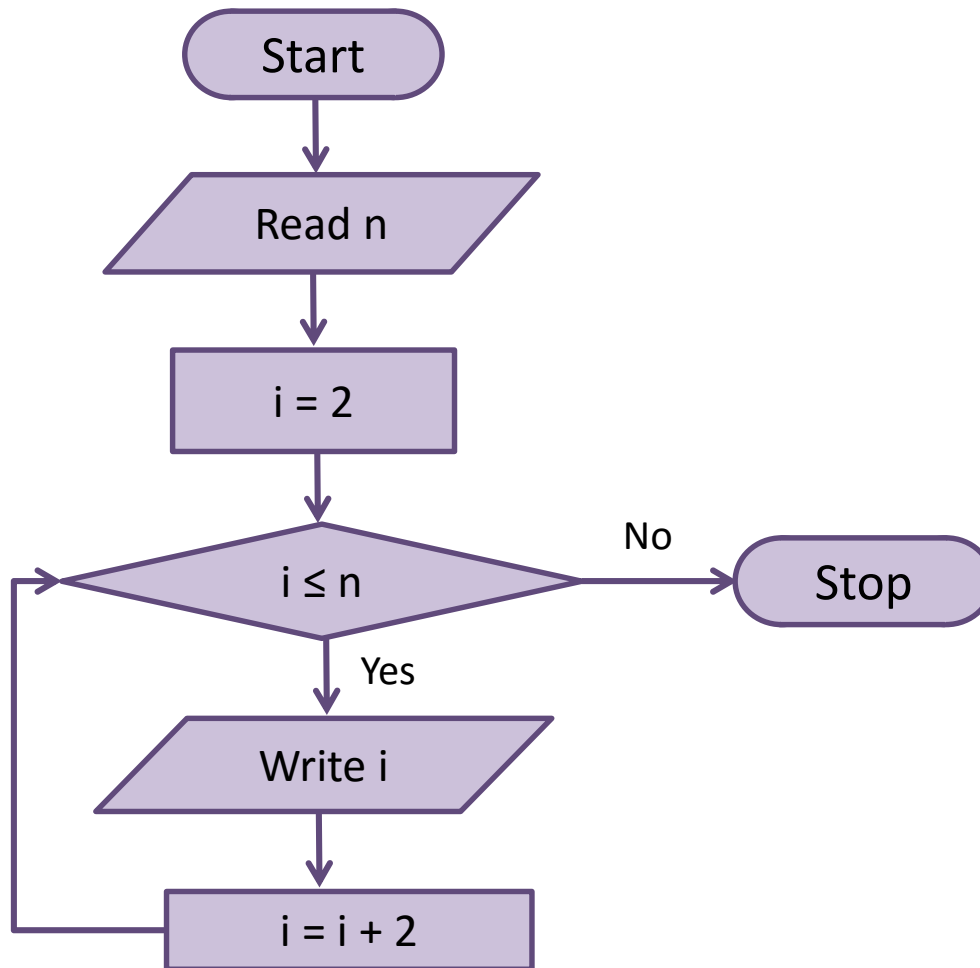 Start
Read n
i = 2
i ≤ n
No
Stop
Yes
Write i
i = i + 2